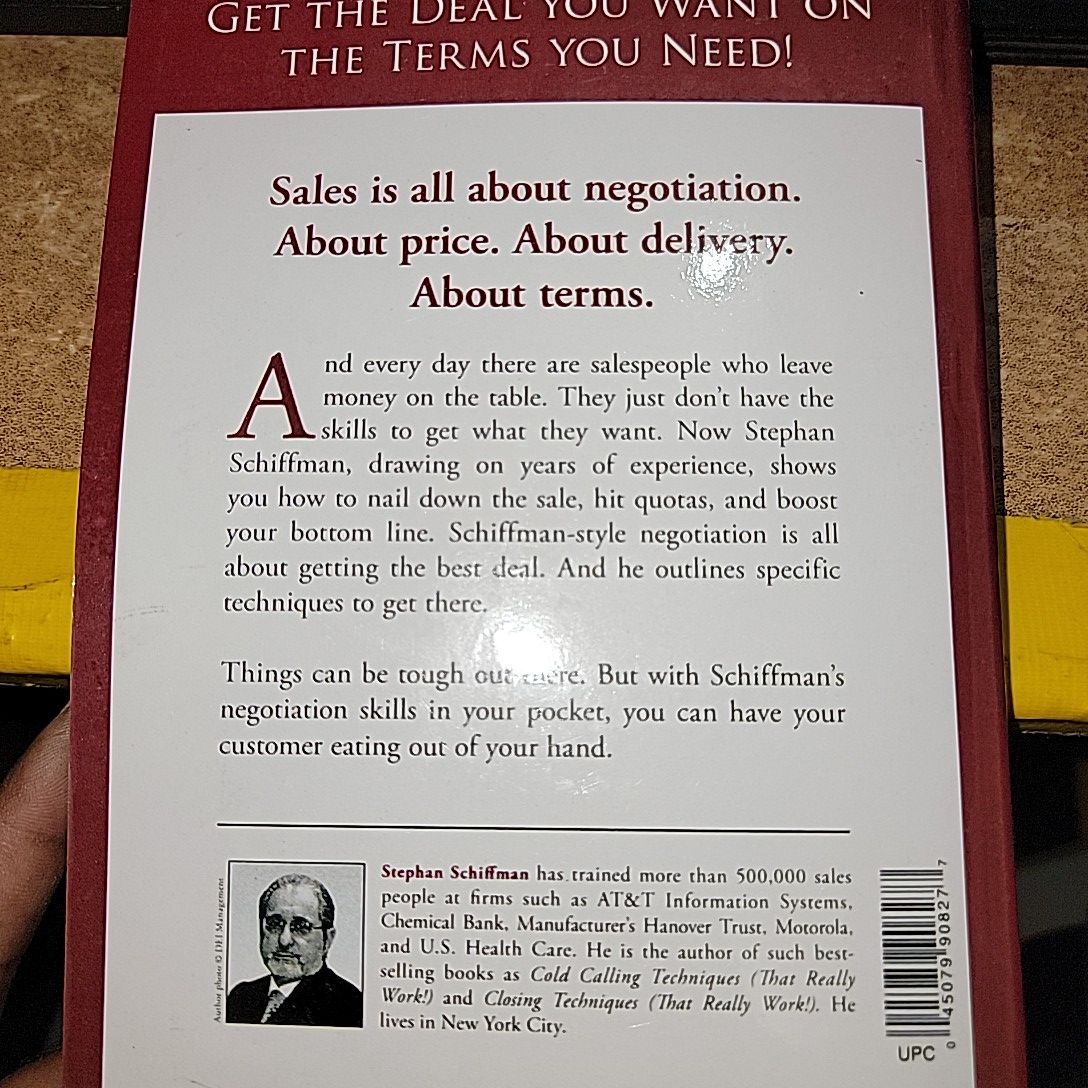 GET THE DEAL YOU WANT ON
THE TERMS YOU NEED!
Sales is all about negotiation.
About price. About delivery.
About terms.
And every day there are salespeople who leave
money on the table. They just don't have the
skills to get what they want. Now Stephan
Schiffman, drawing on years of experience, shows
you how to nail down the sale, hit quotas, and boost
your bottom line. Schiffman-style negotiation is all
about getting the best deal. And he outlines specific
techniques to get there.
Things can be tough out there. But with Schiffman's
negotiation skills in your pocket, you can have your
customer eating out of your hand.
Author photo © DEI Management
Stephan Schiffman has trained more than 500,000 sales
people at firms such as AT&T Information Systems,
Chemical Bank, Manufacturer's Hanover Trust, Motorola,
and U.S. Health Care. He is the author of such best-
selling books as Cold Calling Techniques (That Really
Work!) and Closing Techniques (That Really Work!). He
lives in New York City.
0 45079 90827 7
UPC